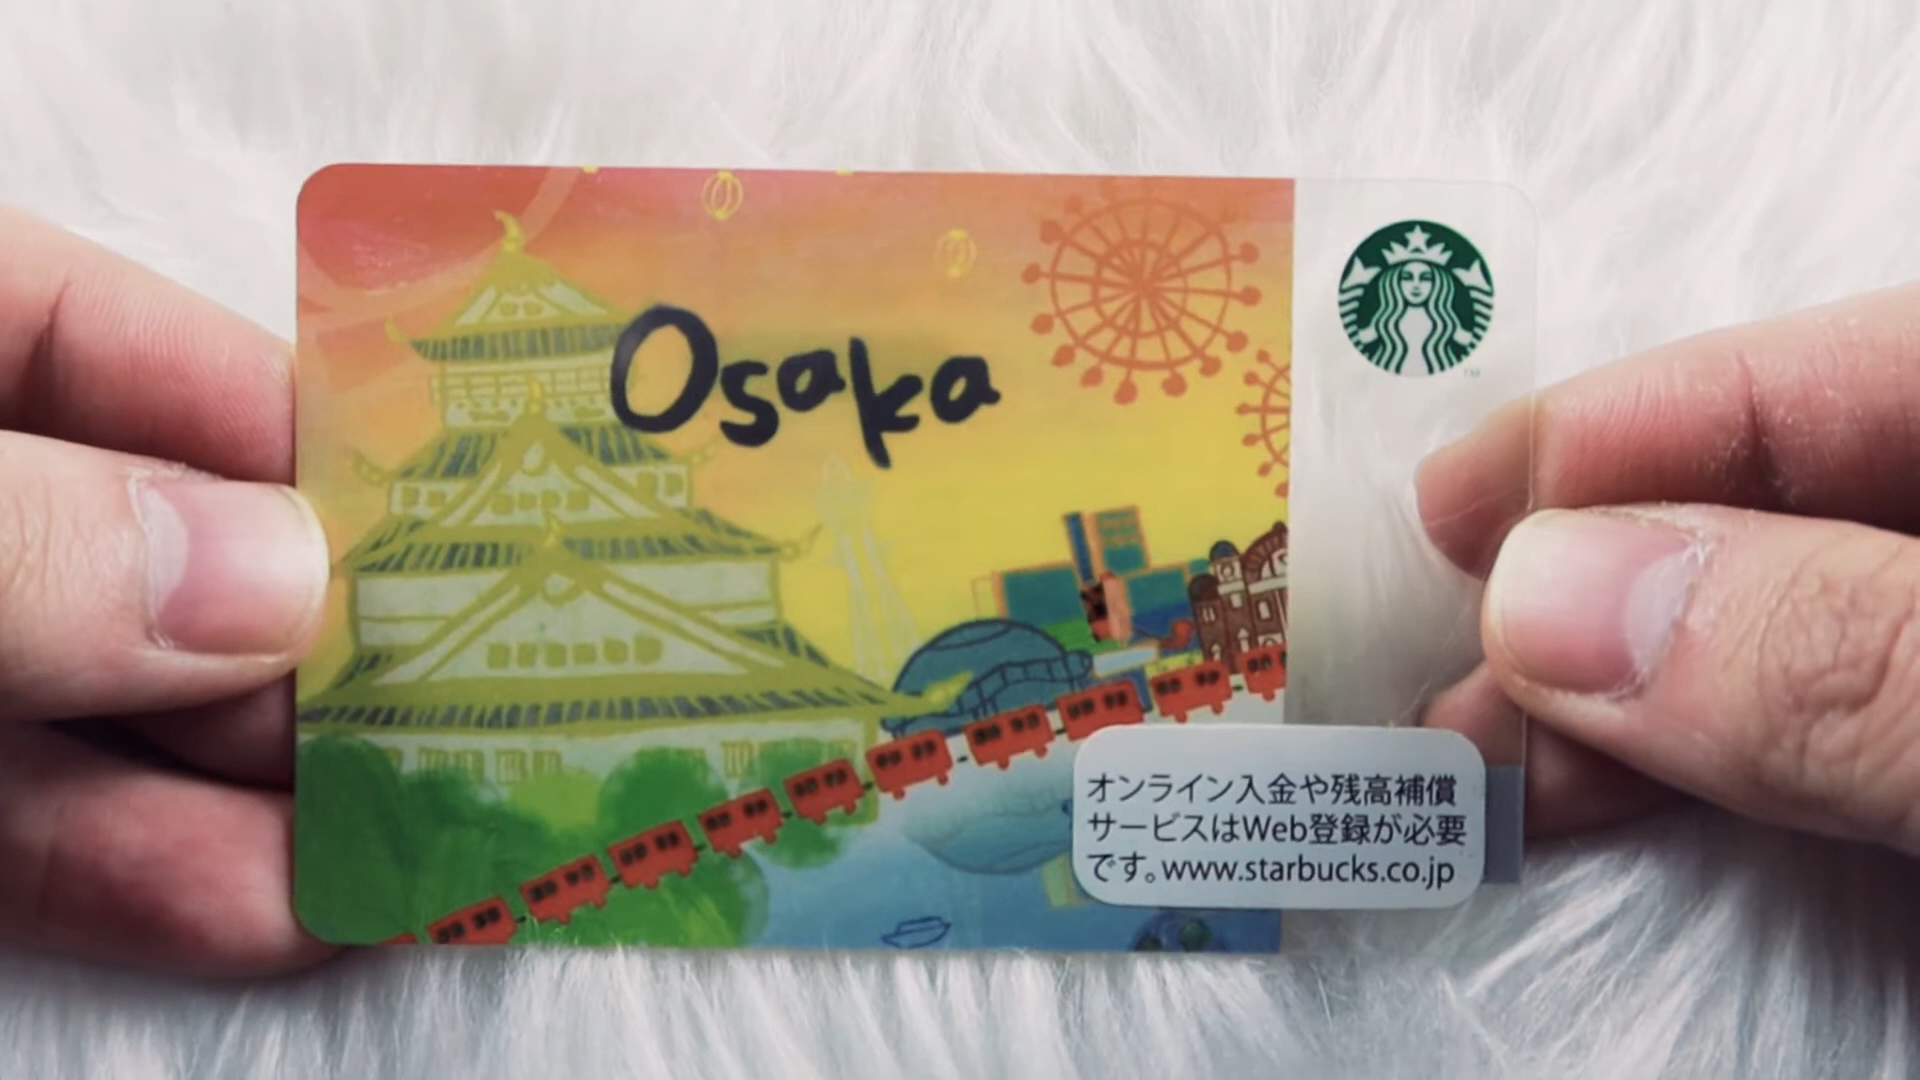 Osaka
TM
オンライン入金や残高補償
サービスはWeb登録が必要
です。www.starbucks.co.jp